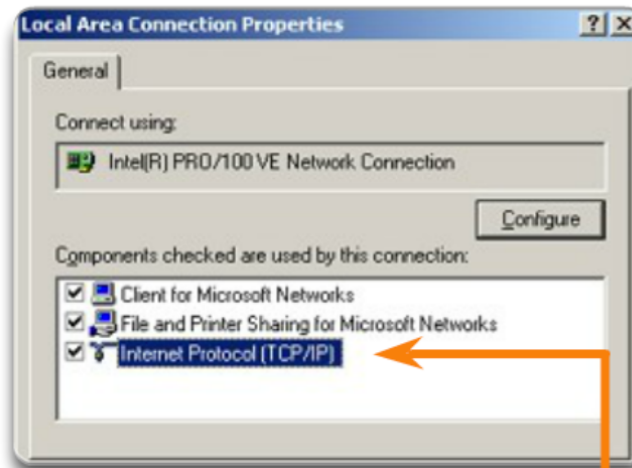 Local Area Connection Properties
General
Connect using:
Intel(R) PRO/100 VE Network Connection
Configure
Components checked are used by this connection:
Client for Microsoft Networks
File and Printer Sharing for Microsoft Networks
Internet Protocol (TCP/IP)